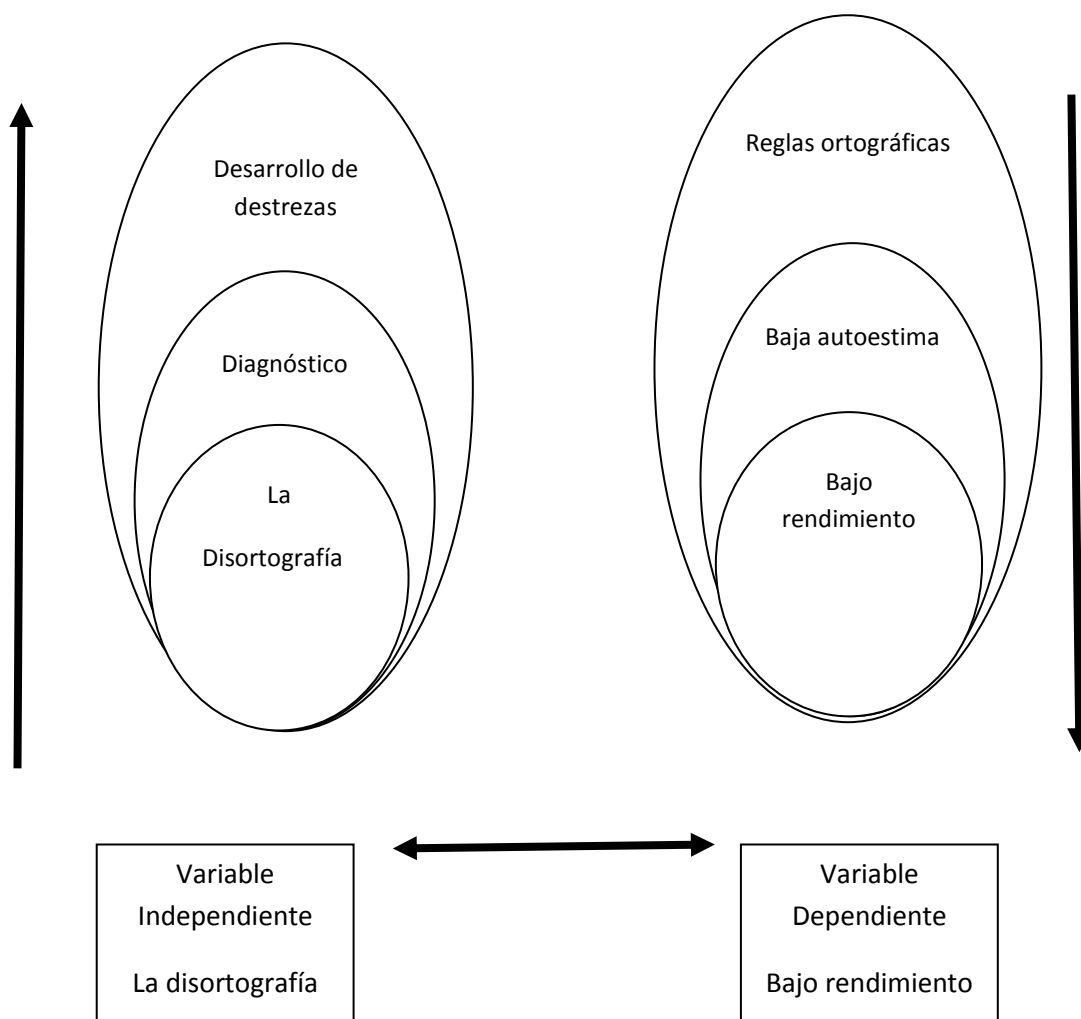 Desarrollo de
destrezas
Diagnóstico
La
Disortografía
Reglas ortográficas
Baja autoestima
Bajo
rendimiento
Variable
Independiente
La disortografía
Variable
Dependiente
Bajo rendimiento